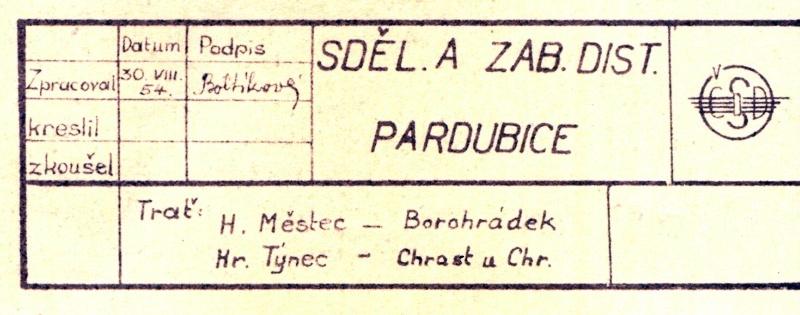 Datum Podpis
Zpracoval 30. VIII. 54.
kreslil
zkoušel
SDĚL. A ZAB. DIST.
PARDUBICE
ČSD
Trať: H. Městec - Borohrádek
Hr. Týnec - Chrast u Chr.